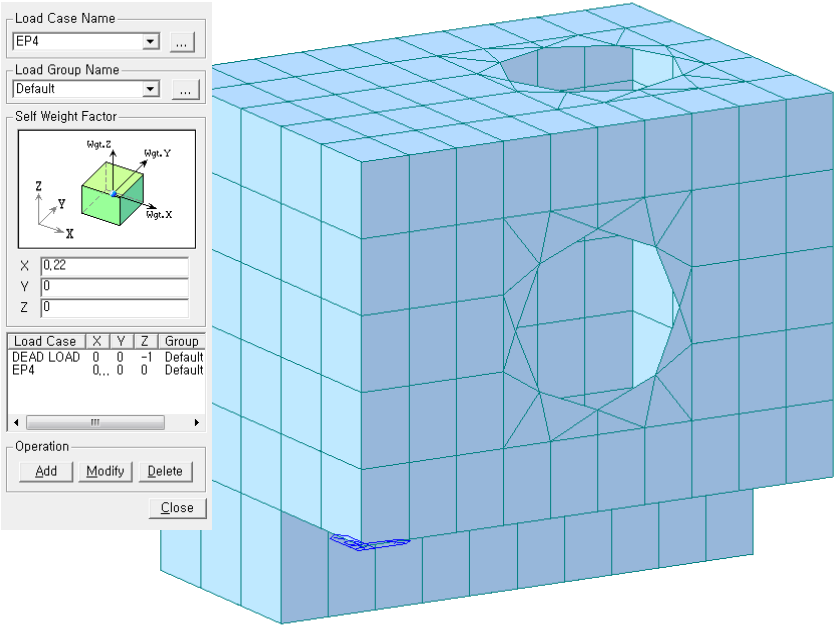 Load Case Name
EP4
...
Load Group Name
Default
...
Self Weight Factor
Wgt.Z
Wgt.Y
Wgt.X
Z
Y
X
X 0,22
Y 0
Z 0
Load Case X Y Z Group
DEAD LOAD 0 0 -1 Default
EP4 0,.. 0 0 Default
Operation
Add Modify Delete
Close